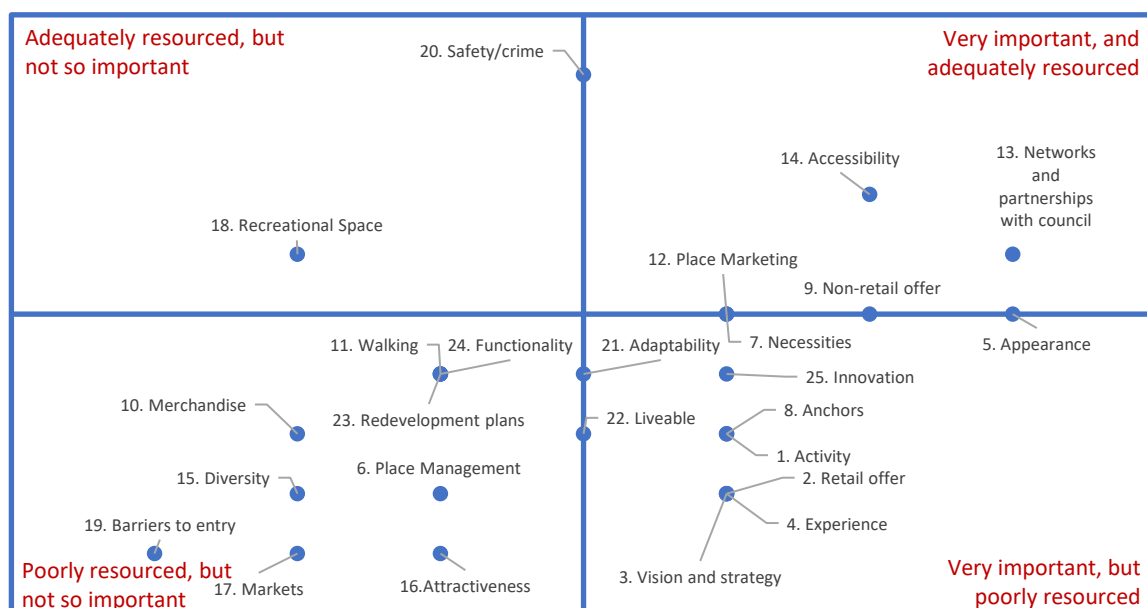 Adequately resourced, but
not so important
20. Safety/crime
Very important, and
adequately resourced
14. Accessibility
13. Networks
and
partnerships
with council
18. Recreational Space
12. Place Marketing
9. Non-retail offer
11. Walking
24. Functionality
21. Adaptability
7. Necessities
5. Appearance
25. Innovation
10. Merchandise
23. Redevelopment plans
22. Liveable
8. Anchors
1. Activity
15. Diversity
6. Place Management
2. Retail offer
19. Barriers to entry
4. Experience
Poorly resourced, but
not so important
17. Markets
16.Attractiveness
3. Vision and strategy
Very important, but
poorly resourced